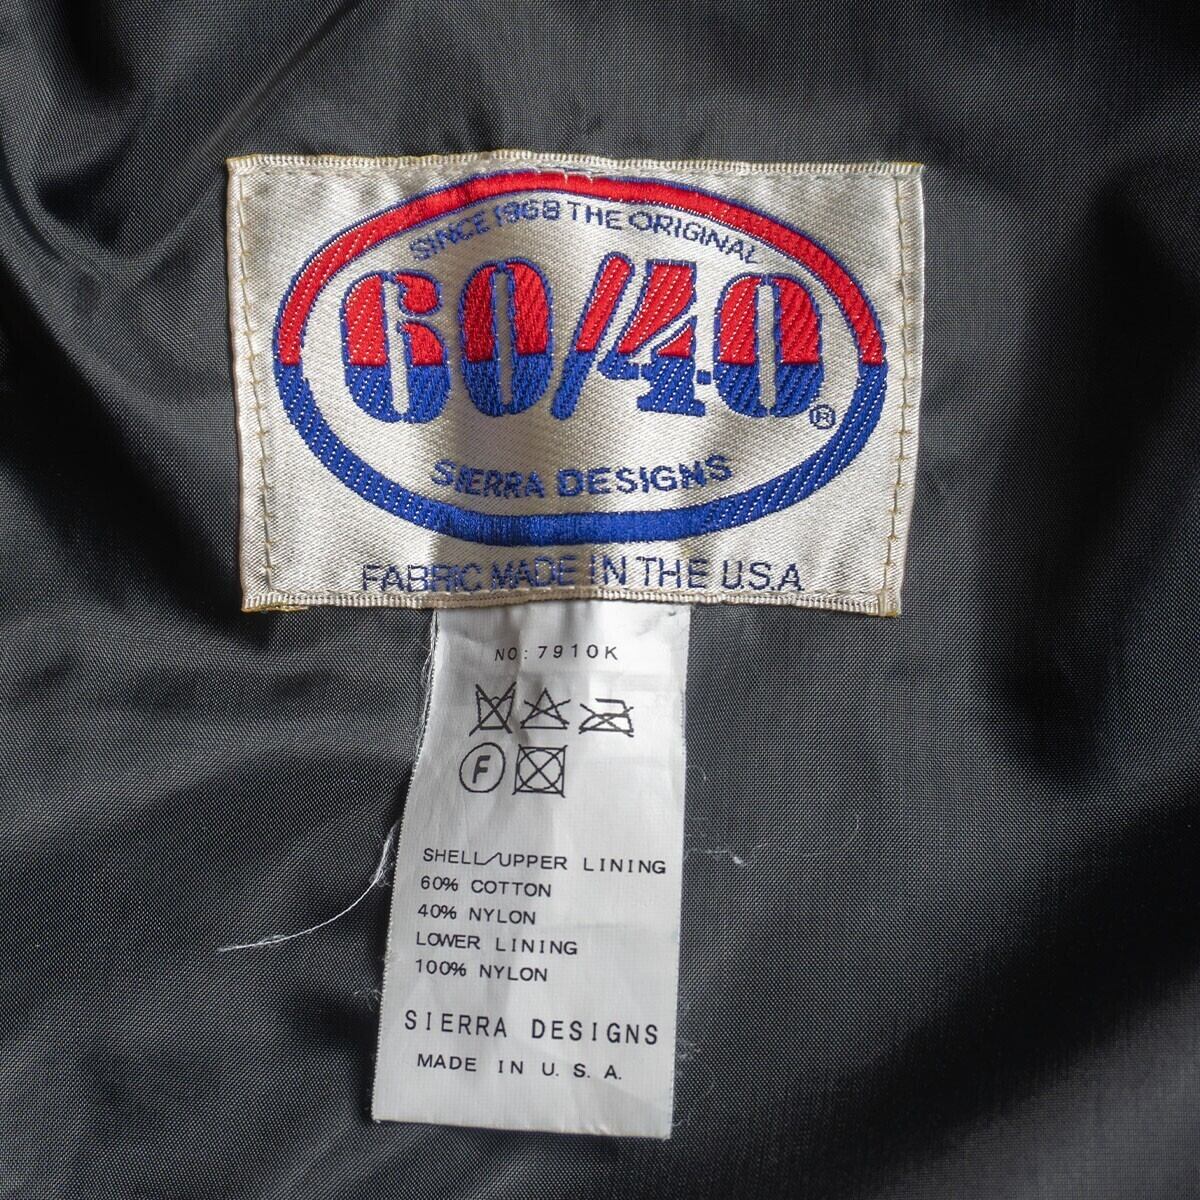 SINCE 1968 THE ORIGINAL
60/40®
SIERRA DESIGNS
FABRIC MADE IN THE U.S.A
NO: 7910K
F
SHELL/UPPER LINING
60% COTTON
40% NYLON
LOWER LINING
100% NYLON
SIERRA DESIGNS
MADE IN U. S. A.